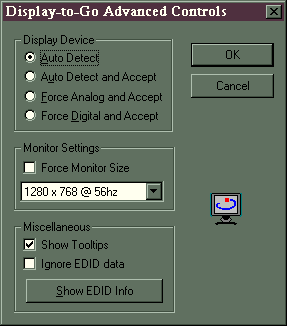 Display-to-Go Advanced Controls
Display Device
Auto Detect
Auto Detect and Accept
Force Analog and Accept
Force Digital and Accept
OK
Cancel
Monitor Settings
Force Monitor Size
1280 x 768 @ 56hz
Miscellaneous
Show Tooltips
Ignore EDID data
Show EDID Info